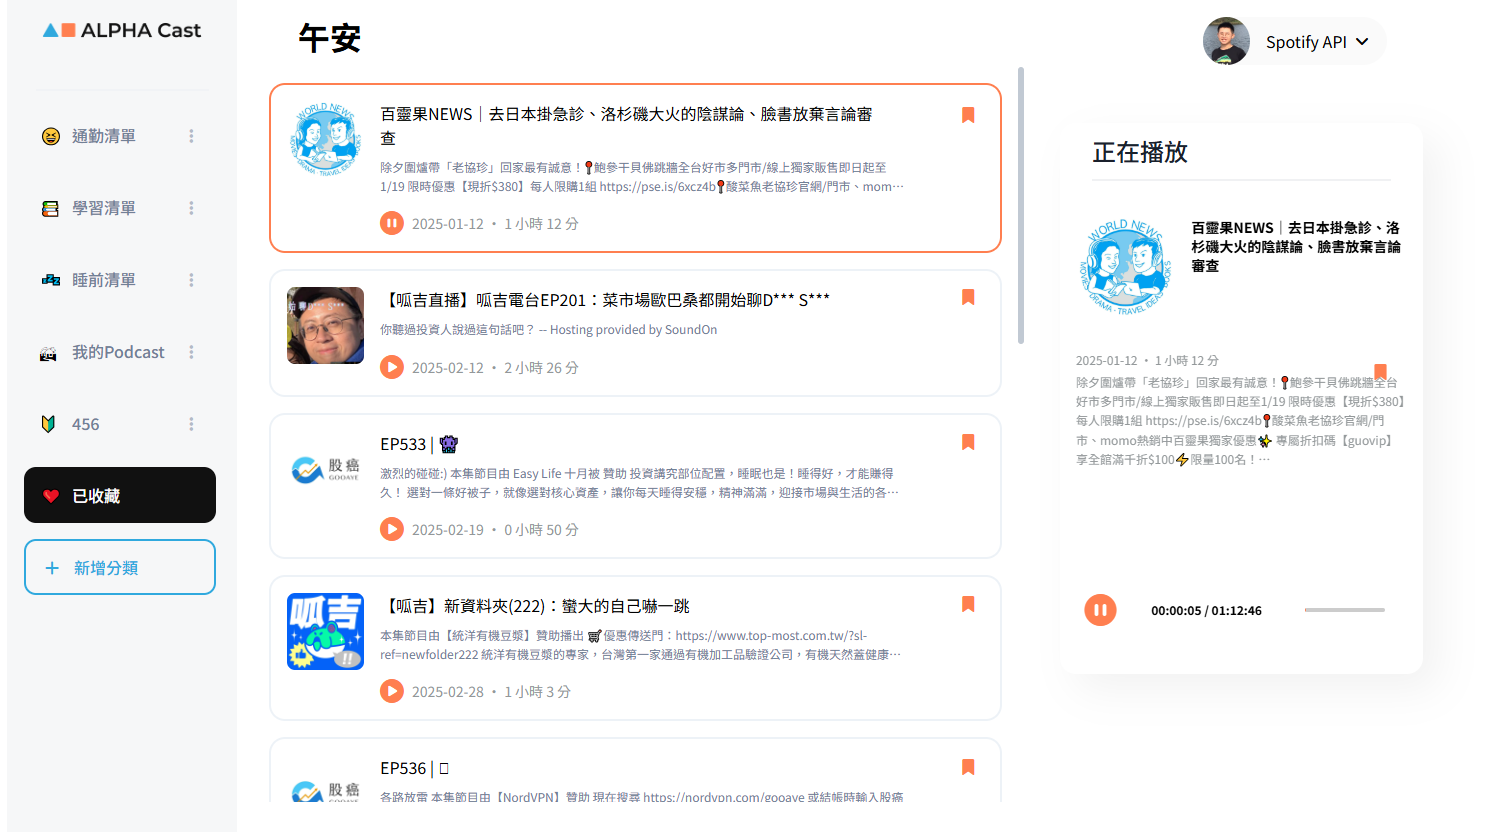 ALPHA Cast
通勤清單
學習清單
睡前清單
我的Podcast
456
已收藏
新增分類
午安
Spotify API
百靈果NEWS｜去日本掛急診、洛杉磯大火的陰謀論、臉書放棄言論審
查
除夕圍爐帶「老協珍」回家最有誠意！📍鮑參干貝佛跳牆全台好市多門市/線上獨家販售即日起至
1/19 限時優惠【現折$380】每人限購1組 https://pse.is/6xcz4b📍酸菜魚老協珍官網/門市、mom…
2025-01-12 ・ 1 小時 12 分
【呱吉直播】呱吉電台EP201：菜市場歐巴桑都開始聊D*** S***
你聽過投資人說過這句話吧？ -- Hosting provided by SoundOn
2025-02-12 ・ 2 小時 26 分
股癌
GOOAYE
EP533 | 👾
激烈的碰碰:) 本集節目由 Easy Life 十月被 贊助 投資講究部位配置，睡眠也是！睡得好，才能賺得
久！ 選對一條好被子，就像選對核心資產，讓你每天睡得安穩，精神滿滿，迎接市場與生活的各…
2025-02-19 ・ 0 小時 50 分
呱吉
【呱吉】新資料夾(222)：蠻大的自己嚇一跳
本集節目由【統洋有機豆漿】贊助播出 🛒優惠傳送門：https://www.top-most.com.tw/?sl-
ref=newfolder222 統洋有機豆漿的專家，台灣第一家通過有機加工品驗證公司，有機天然蓋健康…
2025-02-28 ・ 1 小時 3 分
股癌
GOOAYE
EP536 |
各路放雷 本集節目由【NordVPN】贊助 現在搜尋 https://nordvpn.com/gooaye 或結帳時輸入股癌
正在播放
WORLD NEWS
MOVIES·DRAMA·TRAVEL·IDEAS·BOOKS
百靈果NEWS｜去日本掛急診、洛
杉磯大火的陰謀論、臉書放棄言論
審查
2025-01-12 ・ 1 小時 12 分
除夕圍爐帶「老協珍」回家最有誠意！📍鮑參干貝佛跳牆全台
好市多門市/線上獨家販售即日起至1/19 限時優惠【現折$380】
每人限購1組 https://pse.is/6xcz4b📍酸菜魚老協珍官網/門
市、momo熱銷中百靈果獨家優惠✨ 專屬折扣碼【guovip】
享全館滿千折$100⚡限量100名！…
00:00:05 / 01:12:46